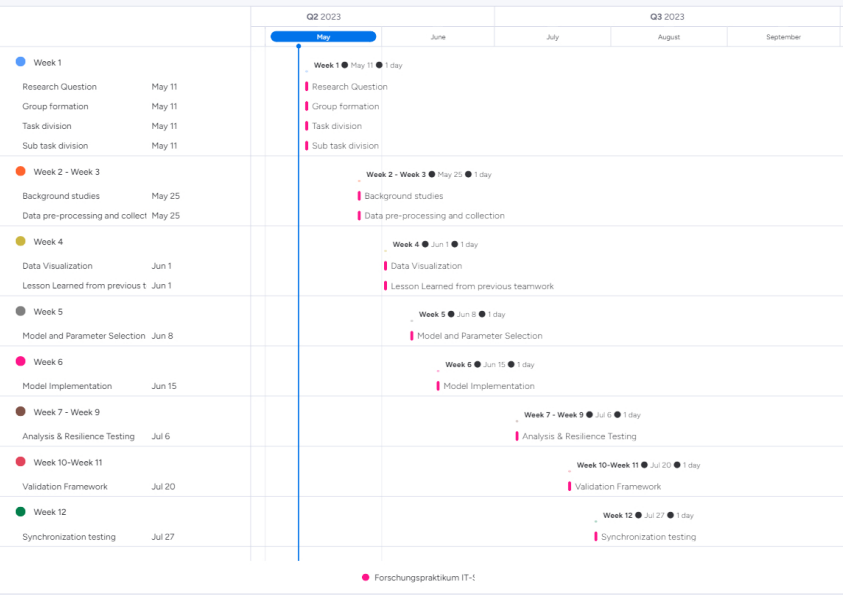 Q2 2023 Q3 2023
May June July August September
Week 1 Week 1 May 11 1 day
Research Question May 11 Research Question
Group formation May 11 Group formation
Task division May 11 Task division
Sub task division May 11 Sub task division
Week 2 - Week 3 Week 2 - Week 3 May 25 1 day
Background studies May 25 Background studies
Data pre-processing and collect May 25 Data pre-processing and collection
Week 4 Week 4 Jun 1 1 day
Data Visualization Jun 1 Data Visualization
Lesson Learned from previous t Jun 1 Lesson Learned from previous teamwork
Week 5 Week 5 Jun 8 1 day
Model and Parameter Selection Jun 8 Model and Parameter Selection
Week 6 Week 6 Jun 15 1 day
Model Implementation Jun 15 Model Implementation
Week 7 - Week 9 Week 7 - Week 9 Jul 6 1 day
Analysis & Resilience Testing Jul 6 Analysis & Resilience Testing
Week 10-Week 11 Week 10-Week 11 Jul 20 1 day
Validation Framework Jul 20 Validation Framework
Week 12 Week 12 Jul 27 1 day
Synchronization testing Jul 27 Synchronization testing
Forschungspraktikum